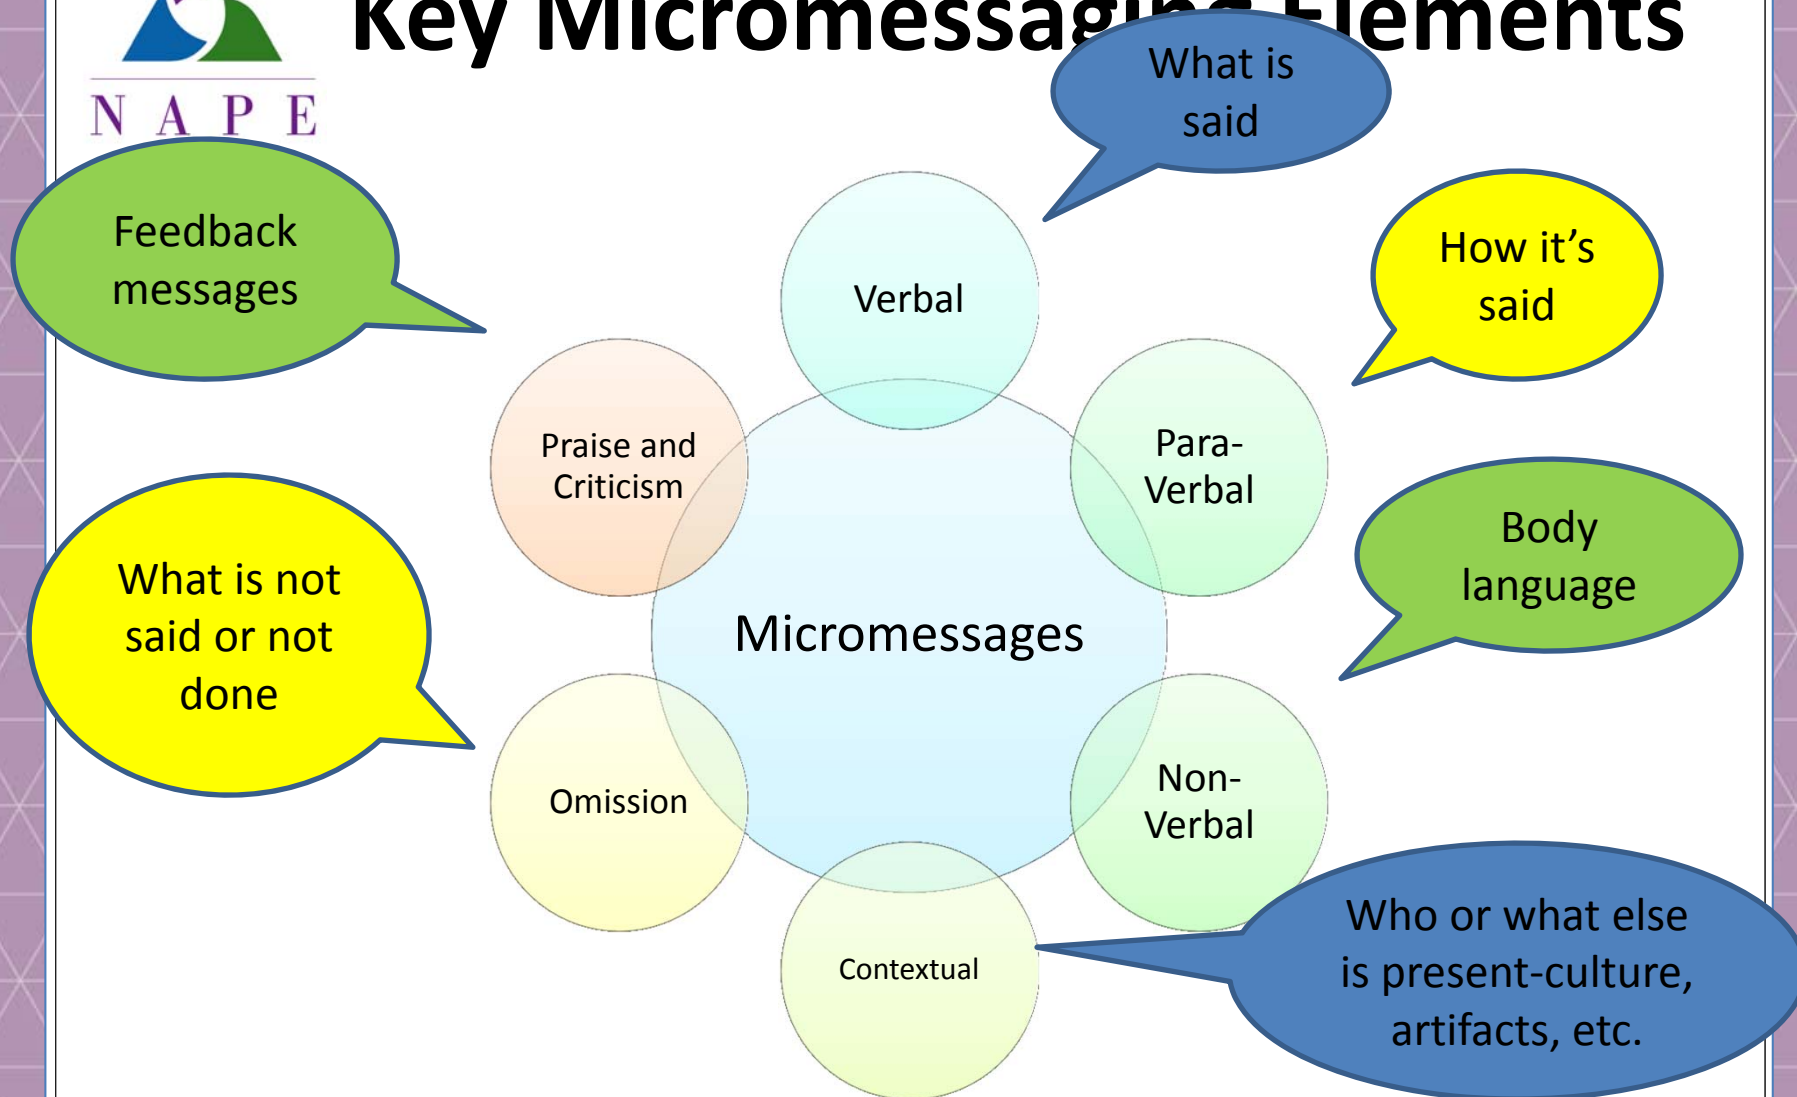 Key Micromessaging Elements
NAPE
What is
said
Feedback
messages
How it's
said
Verbal
Praise and
Criticism
Para-
Verbal
Body
language
What is not
said or not
done
Micromessages
Omission
Non-
Verbal
Contextual
Who or what else
is present-culture,
artifacts, etc.